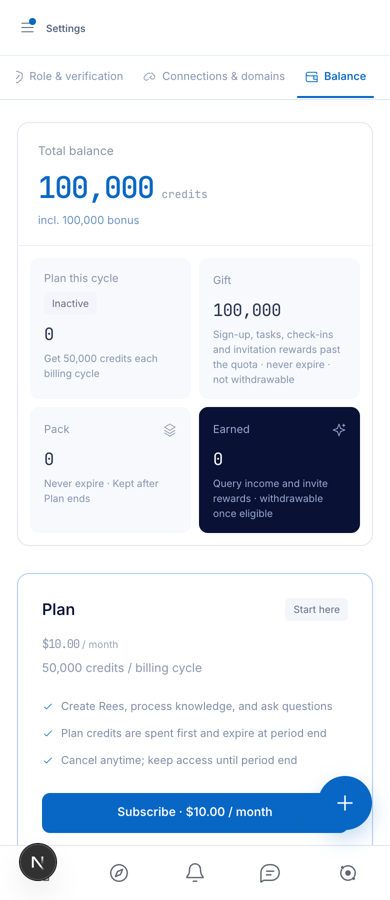 Settings
Role & verification
Connections & domains
Balance
Total balance
100,000 credits
incl. 100,000 bonus
Plan this cycle
Inactive
0
Get 50,000 credits each
billing cycle
Gift
100,000
Sign-up, tasks, check-ins
and invitation rewards past
the quota · never expire ·
not withdrawable
Pack
0
Never expire · Kept after
Plan ends
Earned
0
Query income and invite
rewards · withdrawable
once eligible
Plan
Start here
$10.00 / month
50,000 credits / billing cycle
Create Rees, process knowledge, and ask questions
Plan credits are spent first and expire at period end
Cancel anytime; keep access until period end
Subscribe · $10.00 / month
N